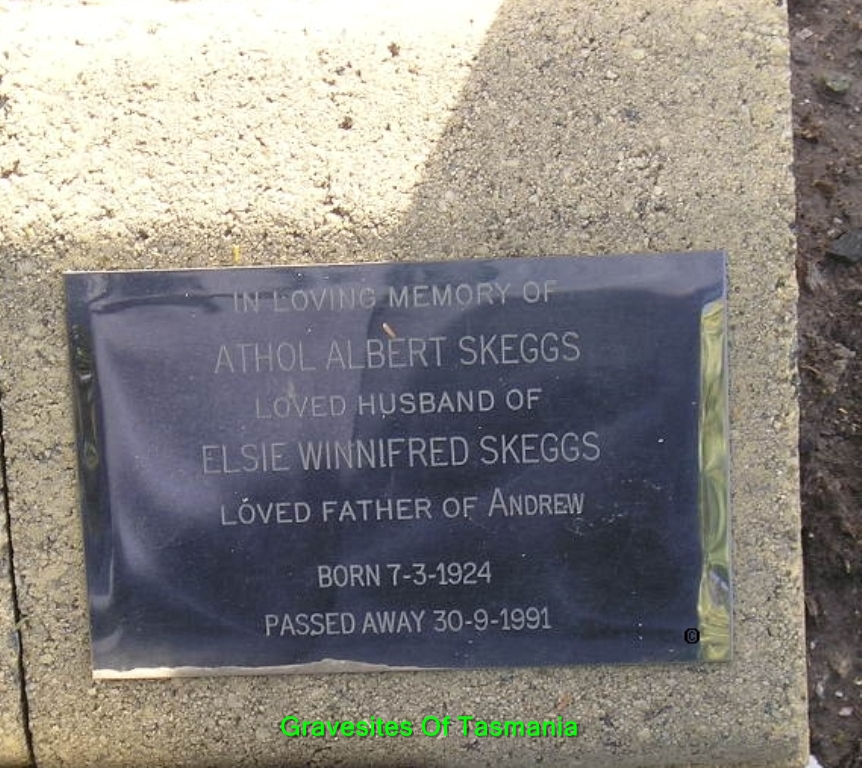 IN LOVING MEMORY OF
ATHOL ALBERT SKEGGS
LOVED HUSBAND OF
ELSIE WINNIFRED SKEGGS
LOVED FATHER OF ANDREW
BORN 7-3-1924
PASSED AWAY 30-9-1991
©
Gravesites Of Tasmania